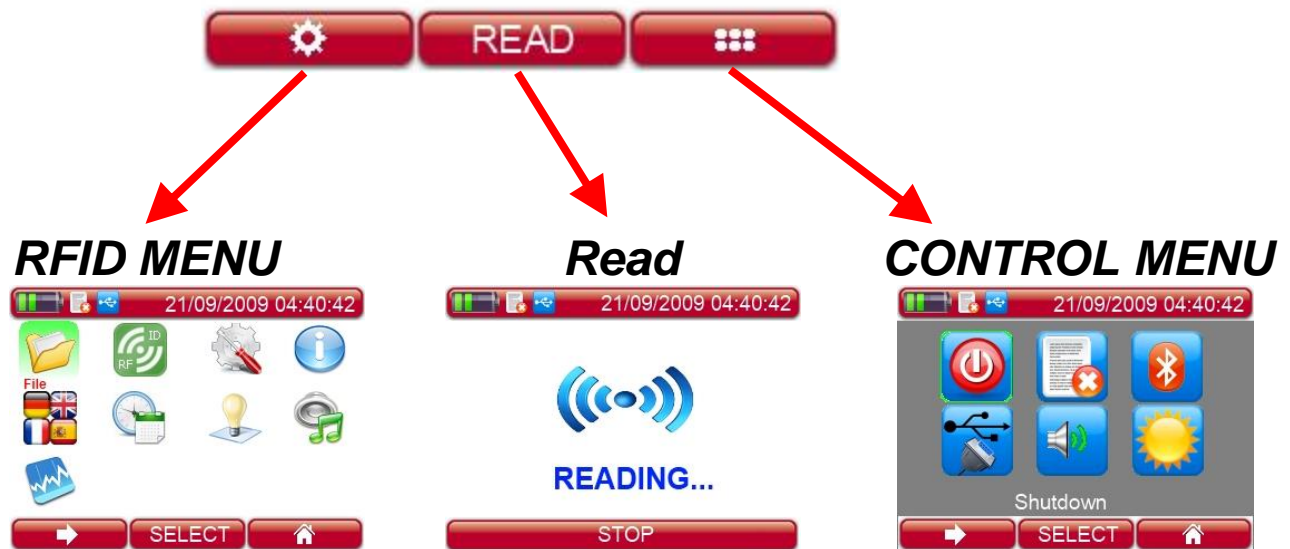 READ
RFID MENU
Read
CONTROL MENU
21/09/2009 04:40:42
21/09/2009 04:40:42
21/09/2009 04:40:42
ID
RF
File
READING...
Shutdown
SELECT
STOP
SELECT